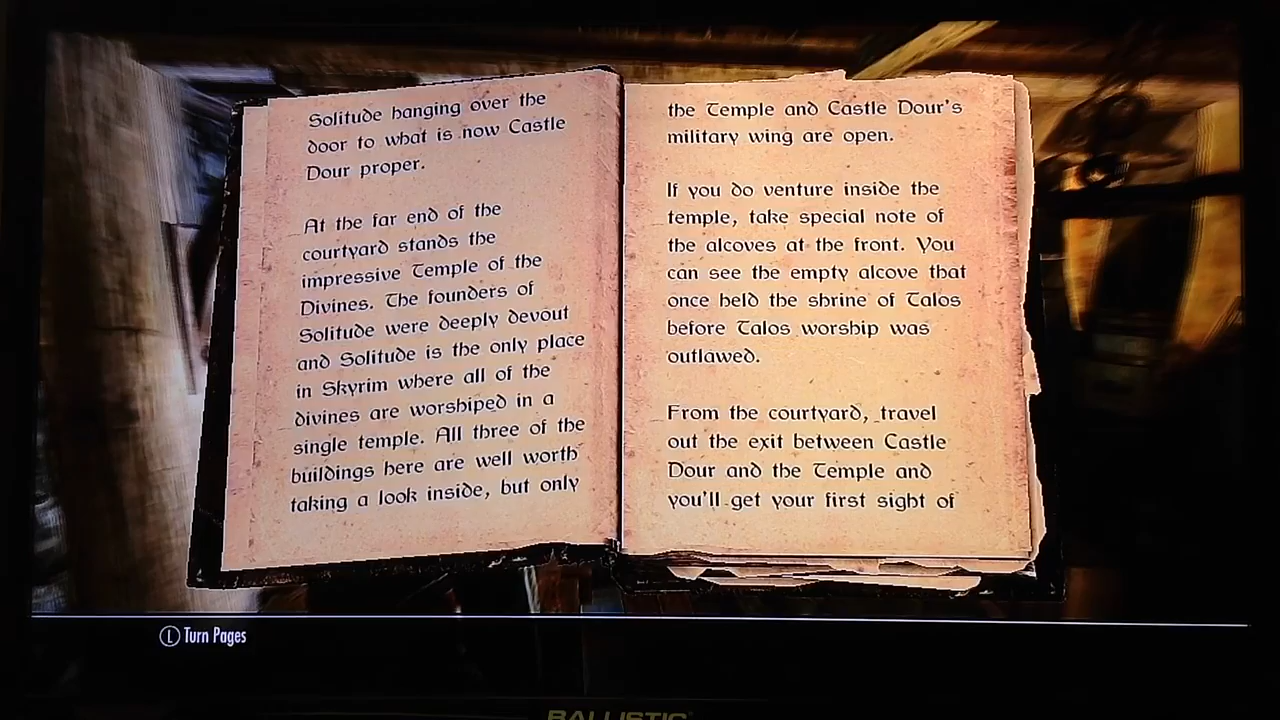 Solitude hanging over the
door to what is now Castle
Dour proper.
At the far end of the
courtyard stands the
impressive Temple of the
Divines. The founders of
Solitude were deeply devout
and Solitude is the only place
in Skyrim where all of the
divines are worshiped in a
single temple. All three of the
buildings here are well worth
taking a look inside, but only
the Temple and Castle Dour's
military wing are open.
If you do venture inside the
temple, take special note of
the alcoves at the front. You
can see the empty alcove that
once held the shrine of Talos
before Talos worship was
outlawed.
From the courtyard, travel
out the exit between Castle
Dour and the Temple and
you'll get your first sight of
L Turn Pages
BALLISTIC